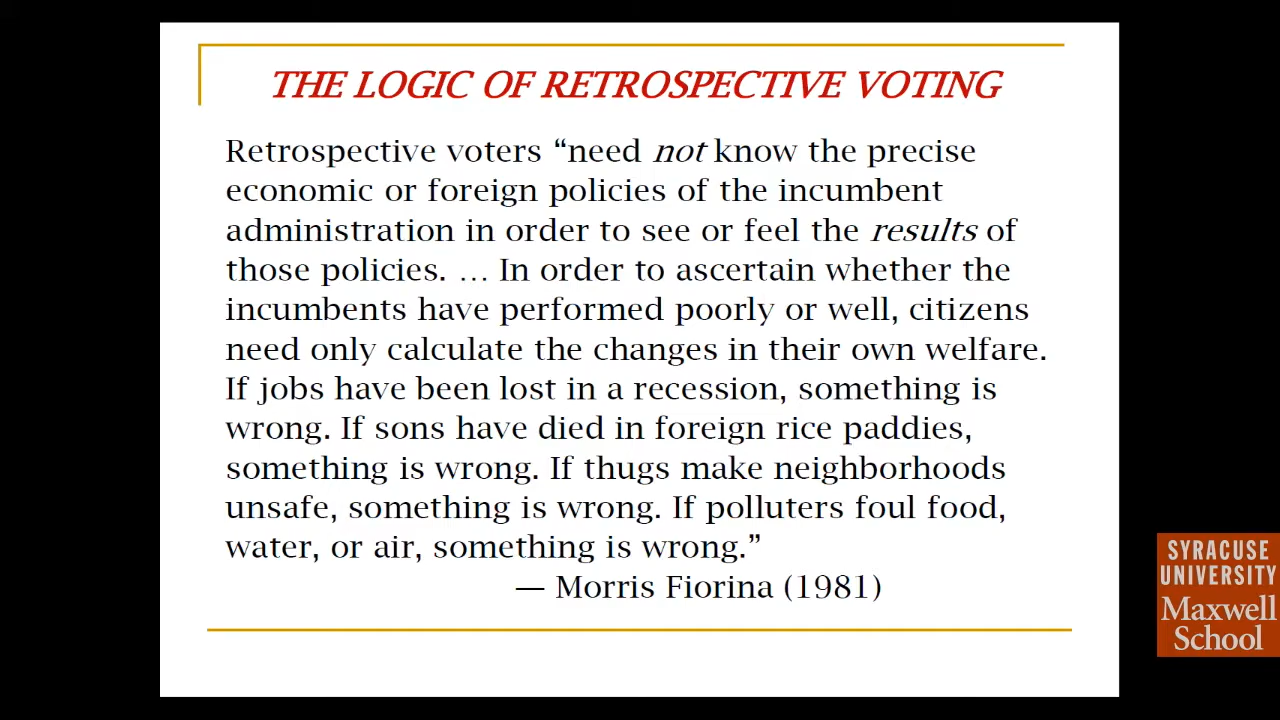 THE LOGIC OF RETROSPECTIVE VOTING
Retrospective voters “need not know the precise
economic or foreign policies of the incumbent
administration in order to see or feel the results of
those policies. … In order to ascertain whether the
incumbents have performed poorly or well, citizens
need only calculate the changes in their own welfare.
If jobs have been lost in a recession, something is
wrong. If sons have died in foreign rice paddies,
something is wrong. If thugs make neighborhoods
unsafe, something is wrong. If polluters foul food,
water, or air, something is wrong.”
— Morris Fiorina (1981)
SYRACUSE
UNIVERSITY
Maxwell
School